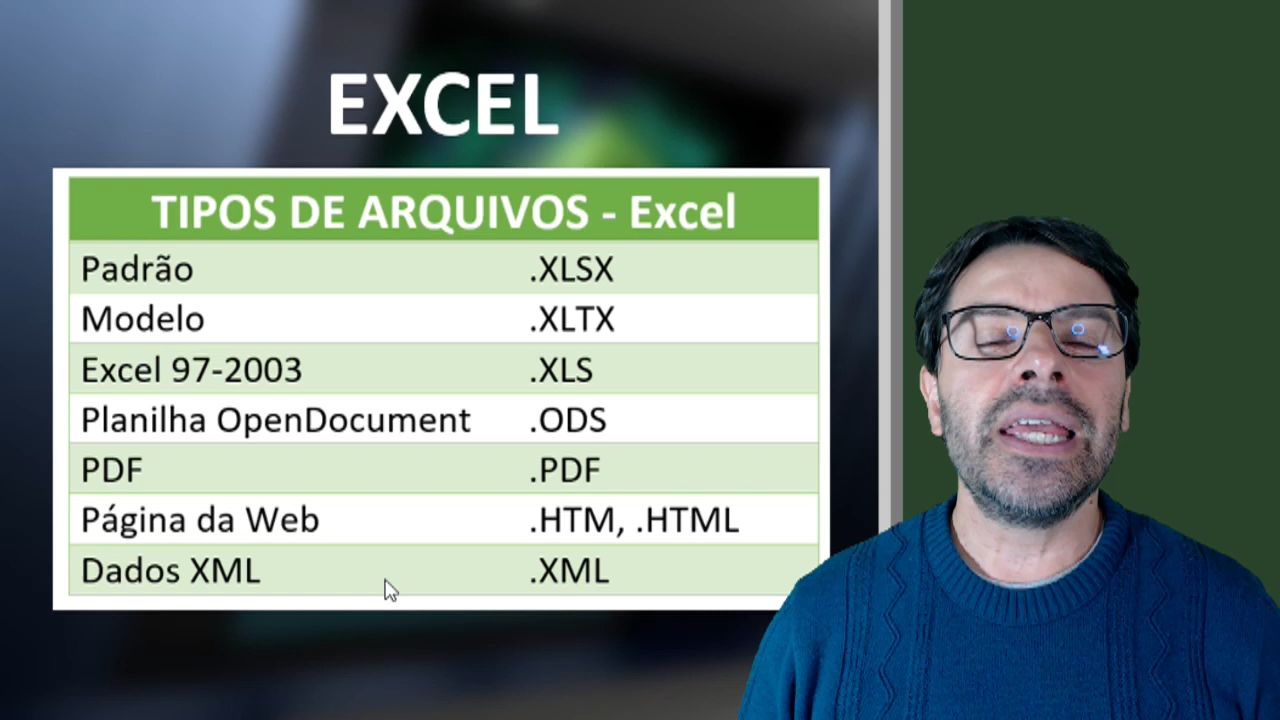 EXCEL
TIPOS DE ARQUIVOS - Excel
Padrão .XLSX
Modelo .XLTX
Excel 97-2003 .XLS
Planilha OpenDocument .ODS
PDF .PDF
Página da Web .HTM, .HTML
Dados XML .XML